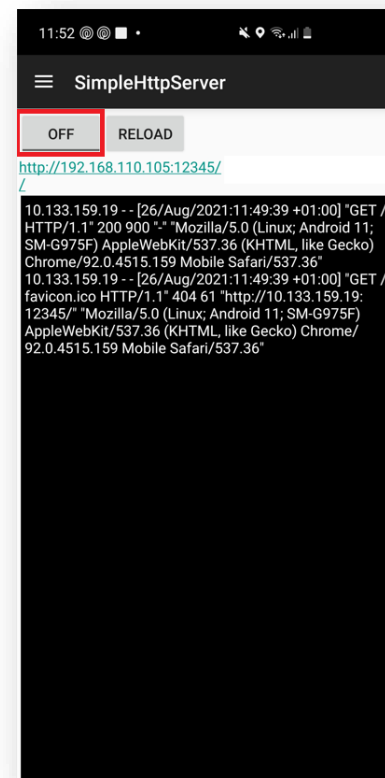 11:52
SimpleHttpServer
OFF RELOAD
http://192.168.110.105:12345/
/
10.133.159.19 - - [26/Aug/2021:11:49:39 +01:00] "GET /
HTTP/1.1" 200 900 "-" "Mozilla/5.0 (Linux; Android 11;
SM-G975F) AppleWebKit/537.36 (KHTML, like Gecko)
Chrome/92.0.4515.159 Mobile Safari/537.36"
10.133.159.19 - - [26/Aug/2021:11:49:39 +01:00] "GET /
favicon.ico HTTP/1.1" 404 61 "http://10.133.159.19:
12345/" "Mozilla/5.0 (Linux; Android 11; SM-G975F)
AppleWebKit/537.36 (KHTML, like Gecko) Chrome/
92.0.4515.159 Mobile Safari/537.36"